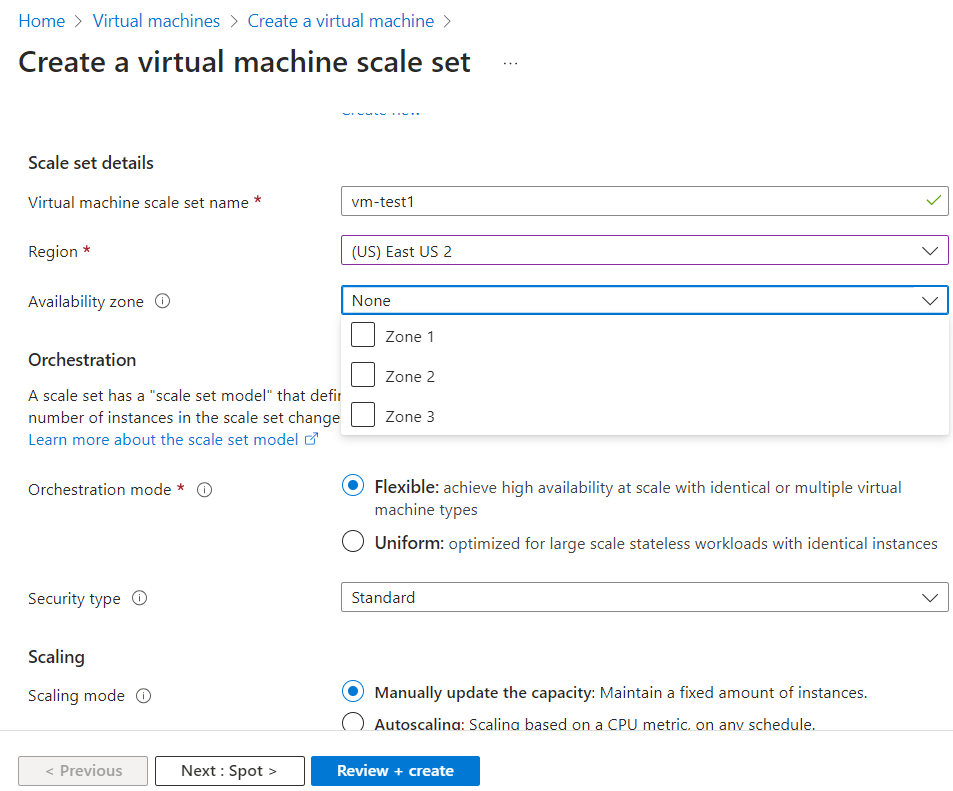 Home > Virtual machines > Create a virtual machine >
Create a virtual machine scale set ...
Create new
Scale set details
Virtual machine scale set name *
vm-test1
Region *
(US) East US 2
Availability zone
None
Zone 1
Zone 2
Zone 3
Orchestration
A scale set has a "scale set model" that defin
number of instances in the scale set change
Learn more about the scale set model
Orchestration mode *
Flexible: achieve high availability at scale with identical or multiple virtual
machine types
Uniform: optimized for large scale stateless workloads with identical instances
Security type
Standard
Scaling
Scaling mode
Manually update the capacity: Maintain a fixed amount of instances.
Autoscaling: Scaling based on a CPU metric, on any schedule.
< Previous
Next : Spot >
Review + create